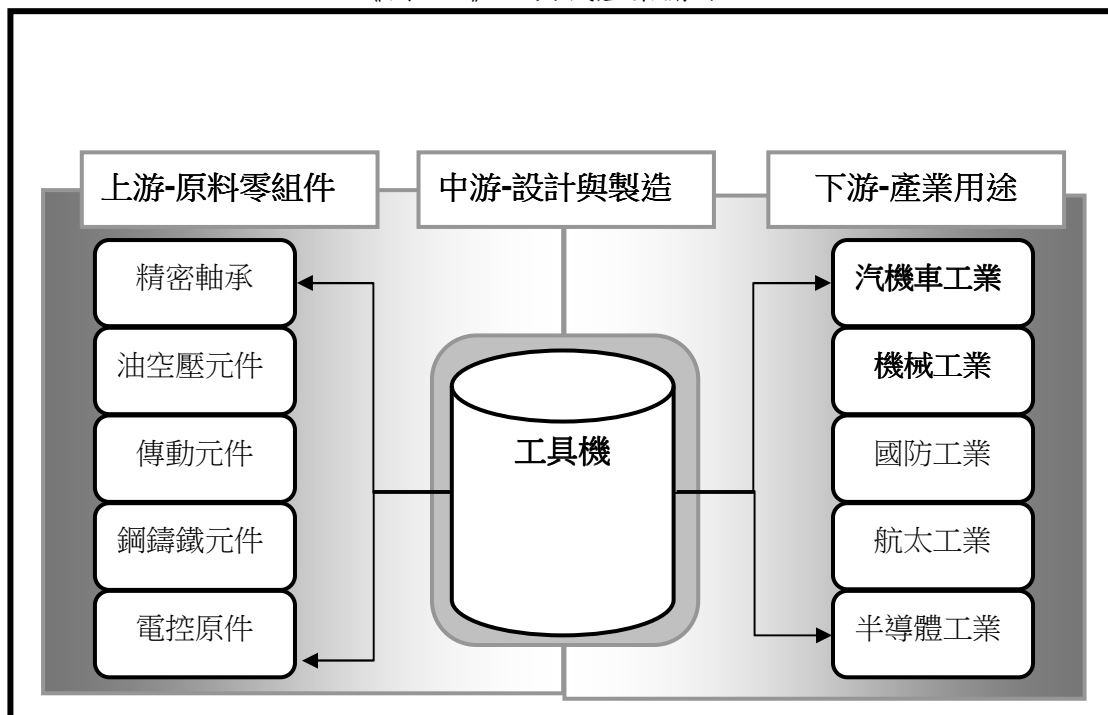 上游-原料零組件
中游-設計與製造
下游-產業用途
精密軸承
油空壓元件
傳動元件
鋼鑄鐵元件
電控原件
工具機
汽機車工業
機械工業
國防工業
航太工業
半導體工業